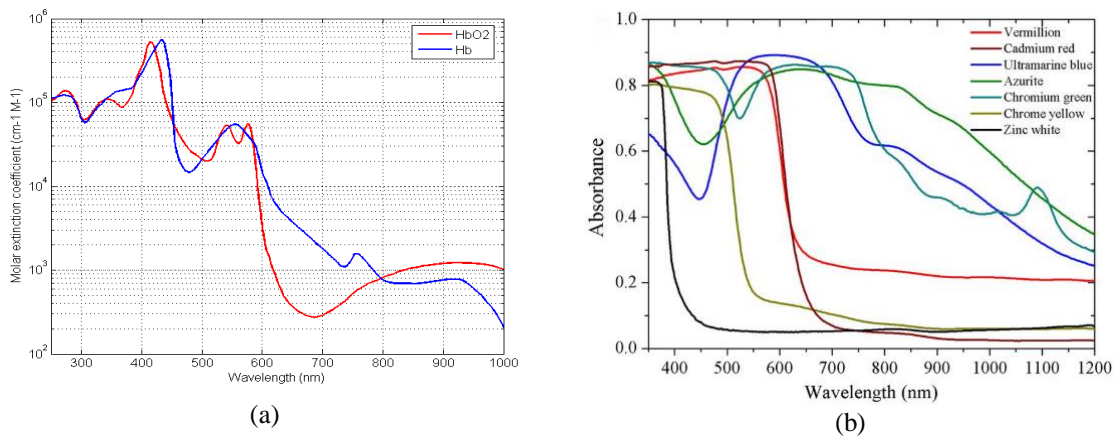 10^6
10^5
10^4
10^3
10^2
Molar extinction coefficient (cm-1 M-1)
HbO2
Hb
300 400 500 600 700 800 900 1000
Wavelength (nm)
(a)
1.0
0.8
0.6
0.4
0.2
0.0
Absorbance
Vermillion
Cadmium red
Ultramarine blue
Azurite
Chromium green
Chrome yellow
Zinc white
400 500 600 700 800 900 1000 1100 1200
Wavelength (nm)
(b)